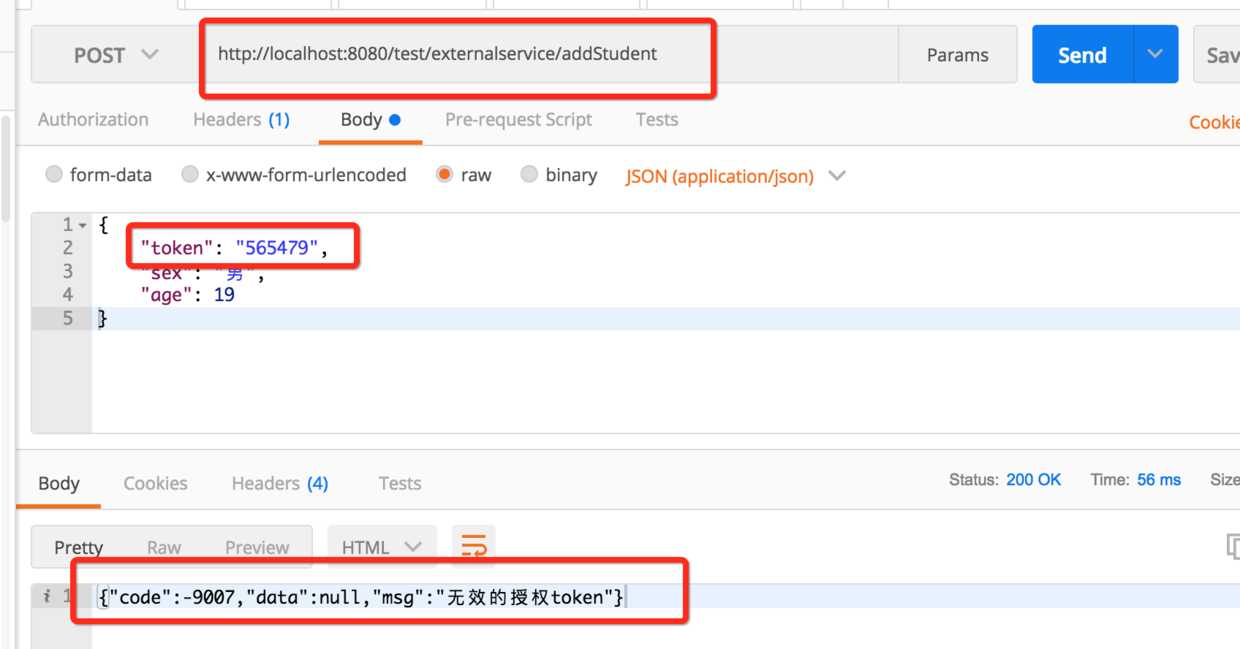 POST http://localhost:8080/test/externalservice/addStudent Params Send Sav
Authorization Headers (1) Body Pre-request Script Tests Cookie
form-data x-www-form-urlencoded raw binary JSON (application/json)
1 {
2 "token": "565479",
3 "sex": "男",
4 "age": 19
5 }
Body Cookies Headers (4) Tests Status: 200 OK Time: 56 ms Size
Pretty Raw Preview HTML
i 1 {"code":-9007,"data":null,"msg":"无效的授权token"}